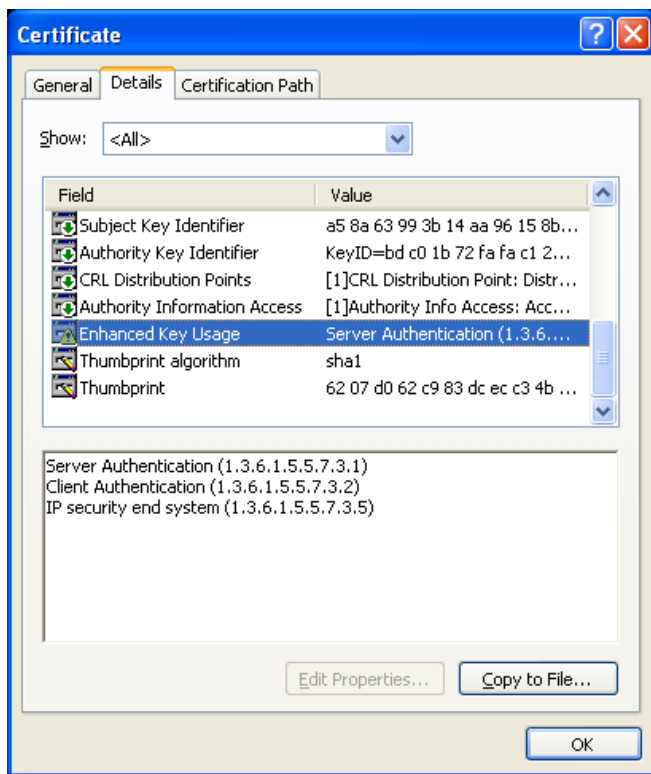 Certificate
General Details Certification Path
Show: <All>
Field Value
Subject Key Identifier a5 8a 63 99 3b 14 aa 96 15 8b...
Authority Key Identifier KeyID=bd c0 1b 72 fa fa c1 2...
CRL Distribution Points [1]CRL Distribution Point: Distr...
Authority Information Access [1]Authority Info Access: Acc...
Enhanced Key Usage Server Authentication (1.3.6....
Thumbprint algorithm sha1
Thumbprint 62 07 d0 62 c9 83 dc ec c3 4b ...
Server Authentication (1.3.6.1.5.5.7.3.1)
Client Authentication (1.3.6.1.5.5.7.3.2)
IP security end system (1.3.6.1.5.5.7.3.5)
Edit Properties... Copy to File...
OK